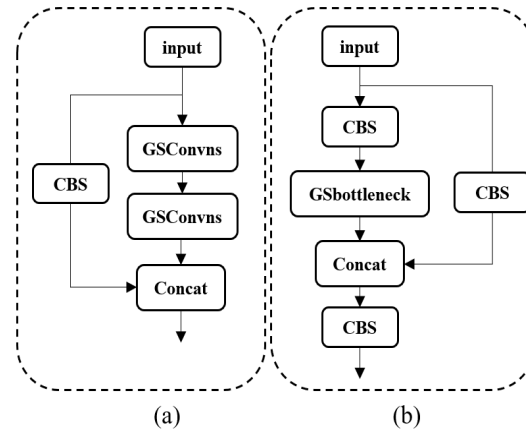 input
GSConvns
CBS
GSConvns
Concat
(a)
input
CBS
GSbottleneck
CBS
Concat
CBS
(b)